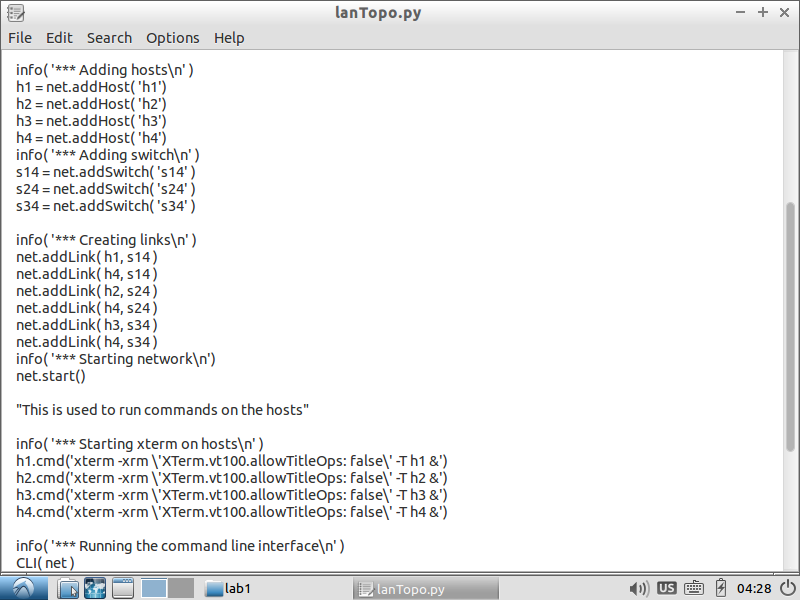 lanTopo.py
File Edit Search Options Help
info( '*** Adding hosts\n' )
h1 = net.addHost( 'h1')
h2 = net.addHost( 'h2')
h3 = net.addHost( 'h3')
h4 = net.addHost( 'h4')
info( '*** Adding switch\n' )
s14 = net.addSwitch( 's14' )
s24 = net.addSwitch( 's24' )
s34 = net.addSwitch( 's34' )
info( '*** Creating links\n' )
net.addLink( h1, s14 )
net.addLink( h4, s14 )
net.addLink( h2, s24 )
net.addLink( h4, s24 )
net.addLink( h3, s34 )
net.addLink( h4, s34 )
info( '*** Starting network\n')
net.start()
"This is used to run commands on the hosts"
info( '*** Starting xterm on hosts\n' )
h1.cmd('xterm -xrm \'XTerm.vt100.allowTitleOps: false\' -T h1 &')
h2.cmd('xterm -xrm \'XTerm.vt100.allowTitleOps: false\' -T h2 &')
h3.cmd('xterm -xrm \'XTerm.vt100.allowTitleOps: false\' -T h3 &')
h4.cmd('xterm -xrm \'XTerm.vt100.allowTitleOps: false\' -T h4 &')
info( '*** Running the command line interface\n' )
CLI( net )
lab1 lanTopo.py US 04:28